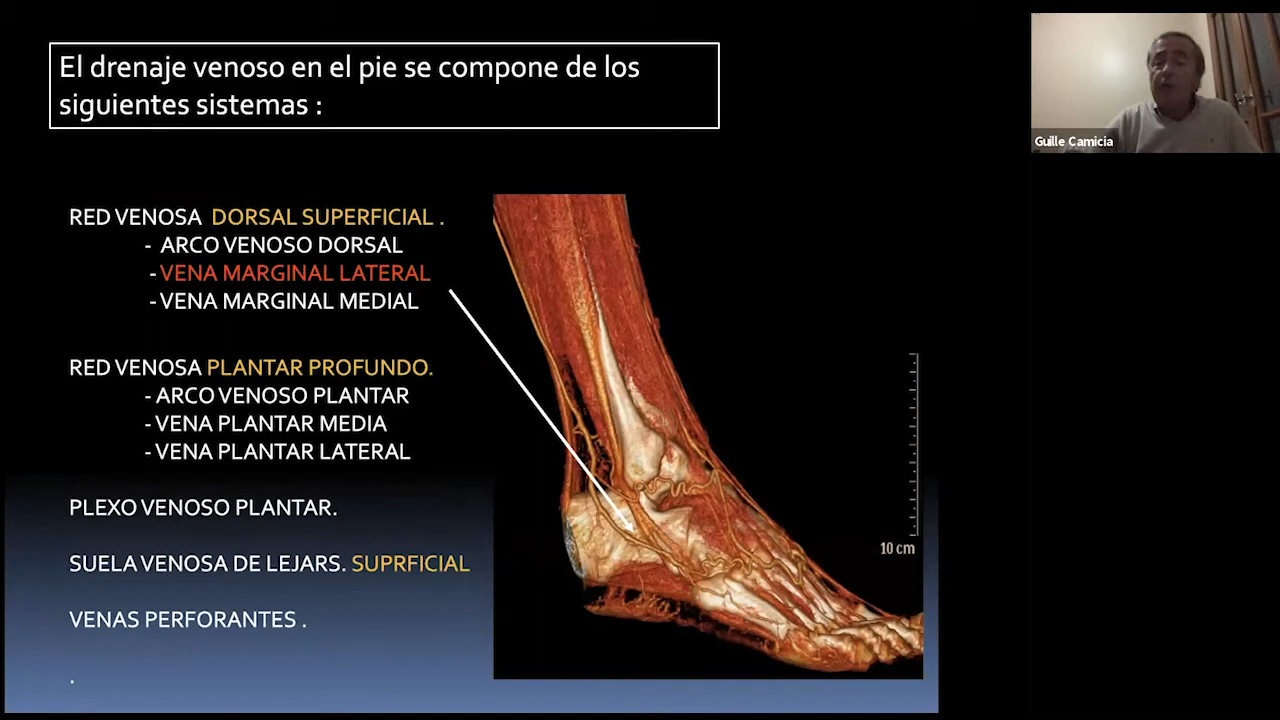 El drenaje venoso en el pie se compone de los
siguientes sistemas :
Guille Camicia
RED VENOSA DORSAL SUPERFICIAL .
- ARCO VENOSO DORSAL
- VENA MARGINAL LATERAL
- VENA MARGINAL MEDIAL
RED VENOSA PLANTAR PROFUNDO.
- ARCO VENOSO PLANTAR
- VENA PLANTAR MEDIA
- VENA PLANTAR LATERAL
PLEXO VENOSO PLANTAR.
SUELA VENOSA DE LEJARS. SUPRFICIAL
VENAS PERFORANTES .
.
10 cm